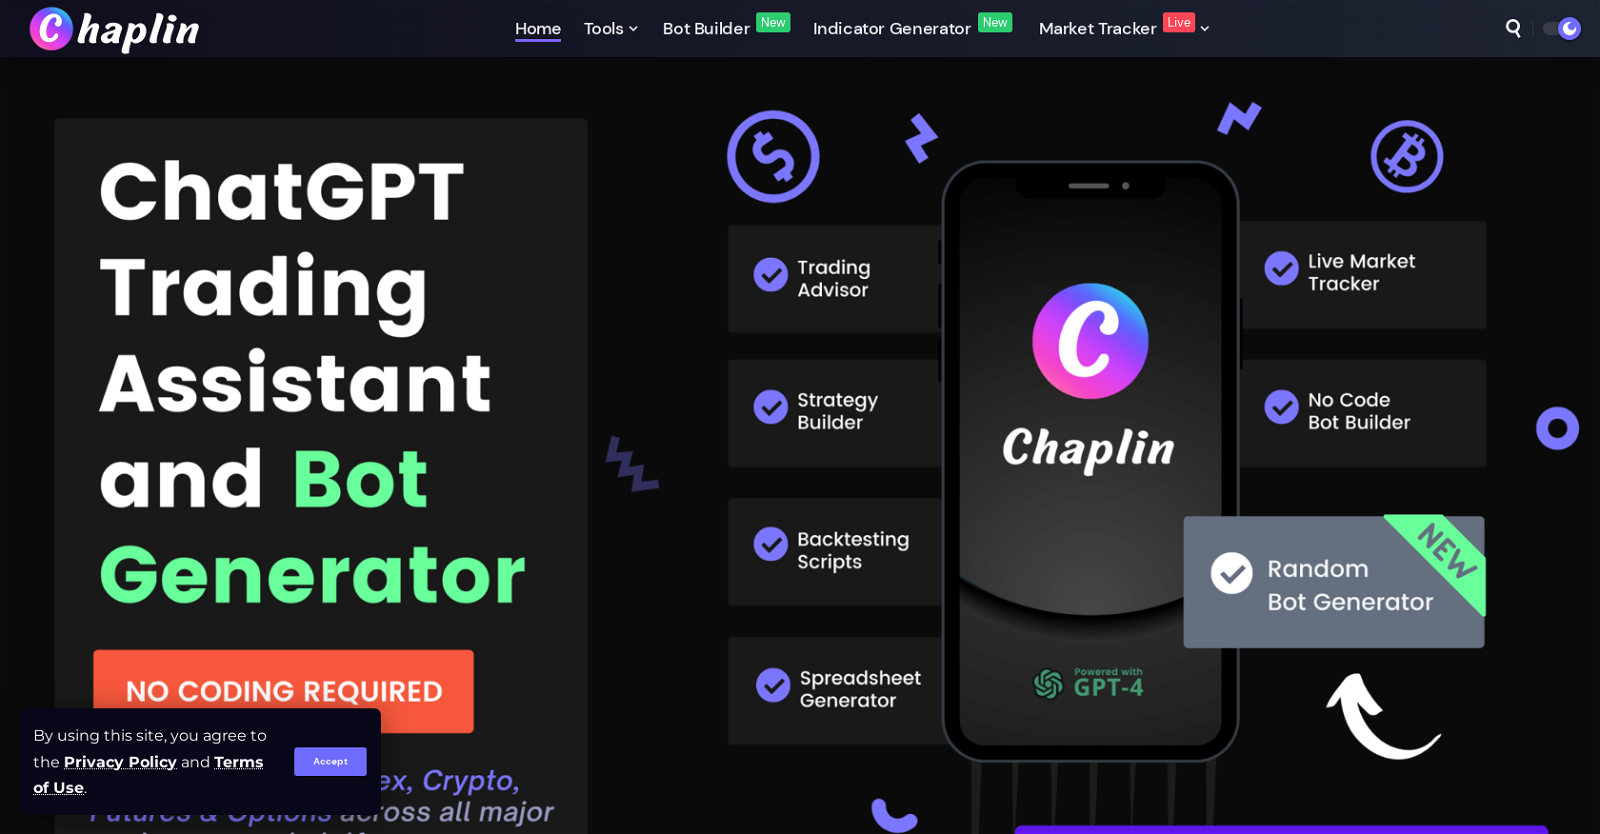 Chaplin
Home
Tools
Bot Builder New
Indicator Generator New
Market Tracker Live
ChatGPT
Trading
Assistant
and Bot
Generator
NO CODING REQUIRED
ex, Crypto,
Futures & Options across all major
By using this site, you agree to
the Privacy Policy and Terms
of Use.
Accept
Trading
Advisor
Strategy
Builder
Backtesting
Scripts
Spreadsheet
Generator
C
Chaplin
Powered with
GPT-4
Live Market
Tracker
No Code
Bot Builder
NEW
Random
Bot Generator